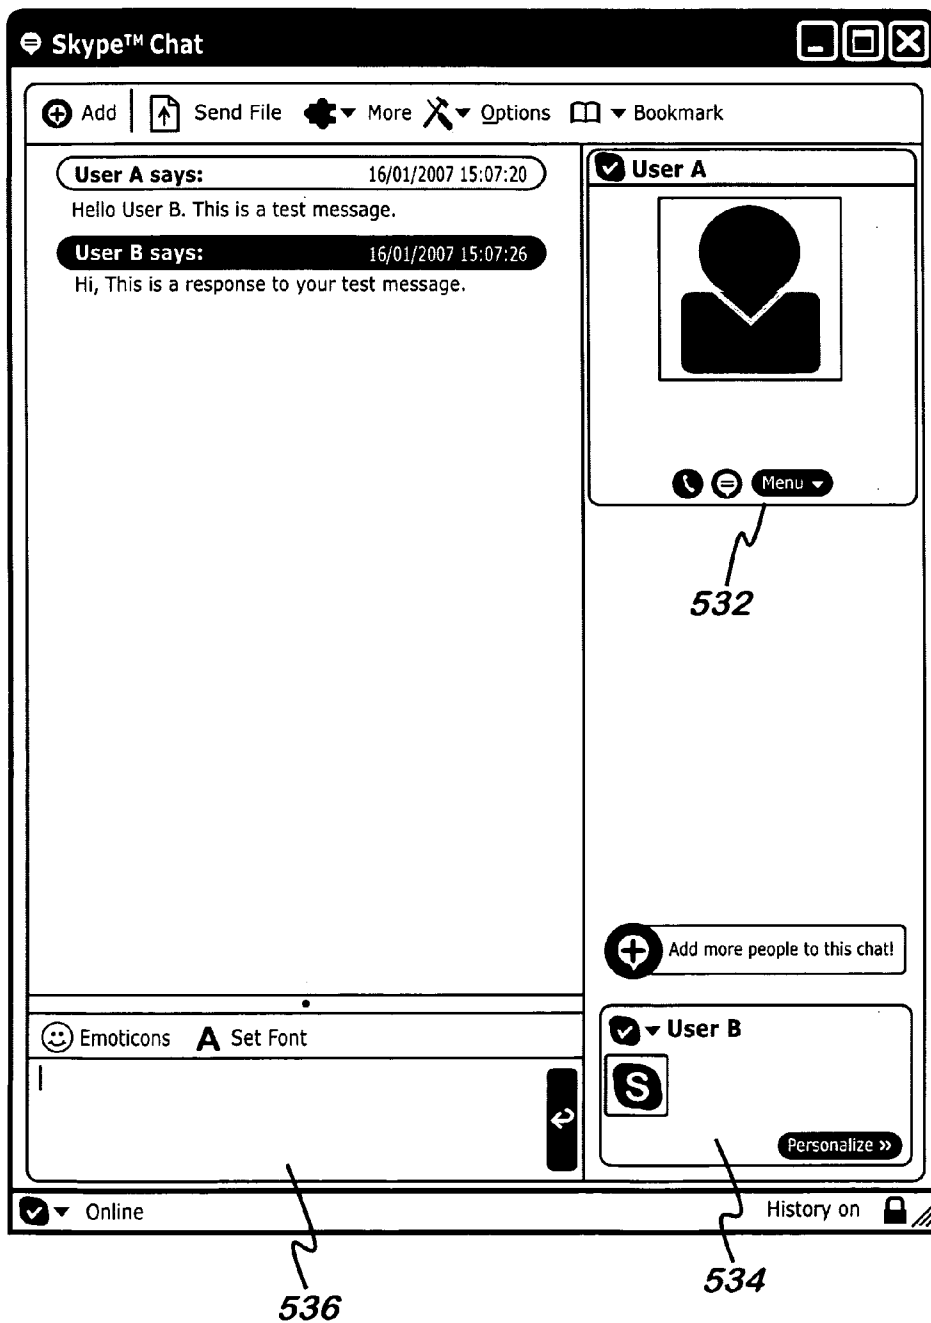 Skype™ Chat
Add Send File More Options Bookmark
User A says: 16/01/2007 15:07:20
Hello User B. This is a test message.
User B says: 16/01/2007 15:07:26
Hi, This is a response to your test message.
User A
Menu
532
Add more people to this chat!
Emoticons A Set Font
User B
S
Personalize »
Online
History on
534
536